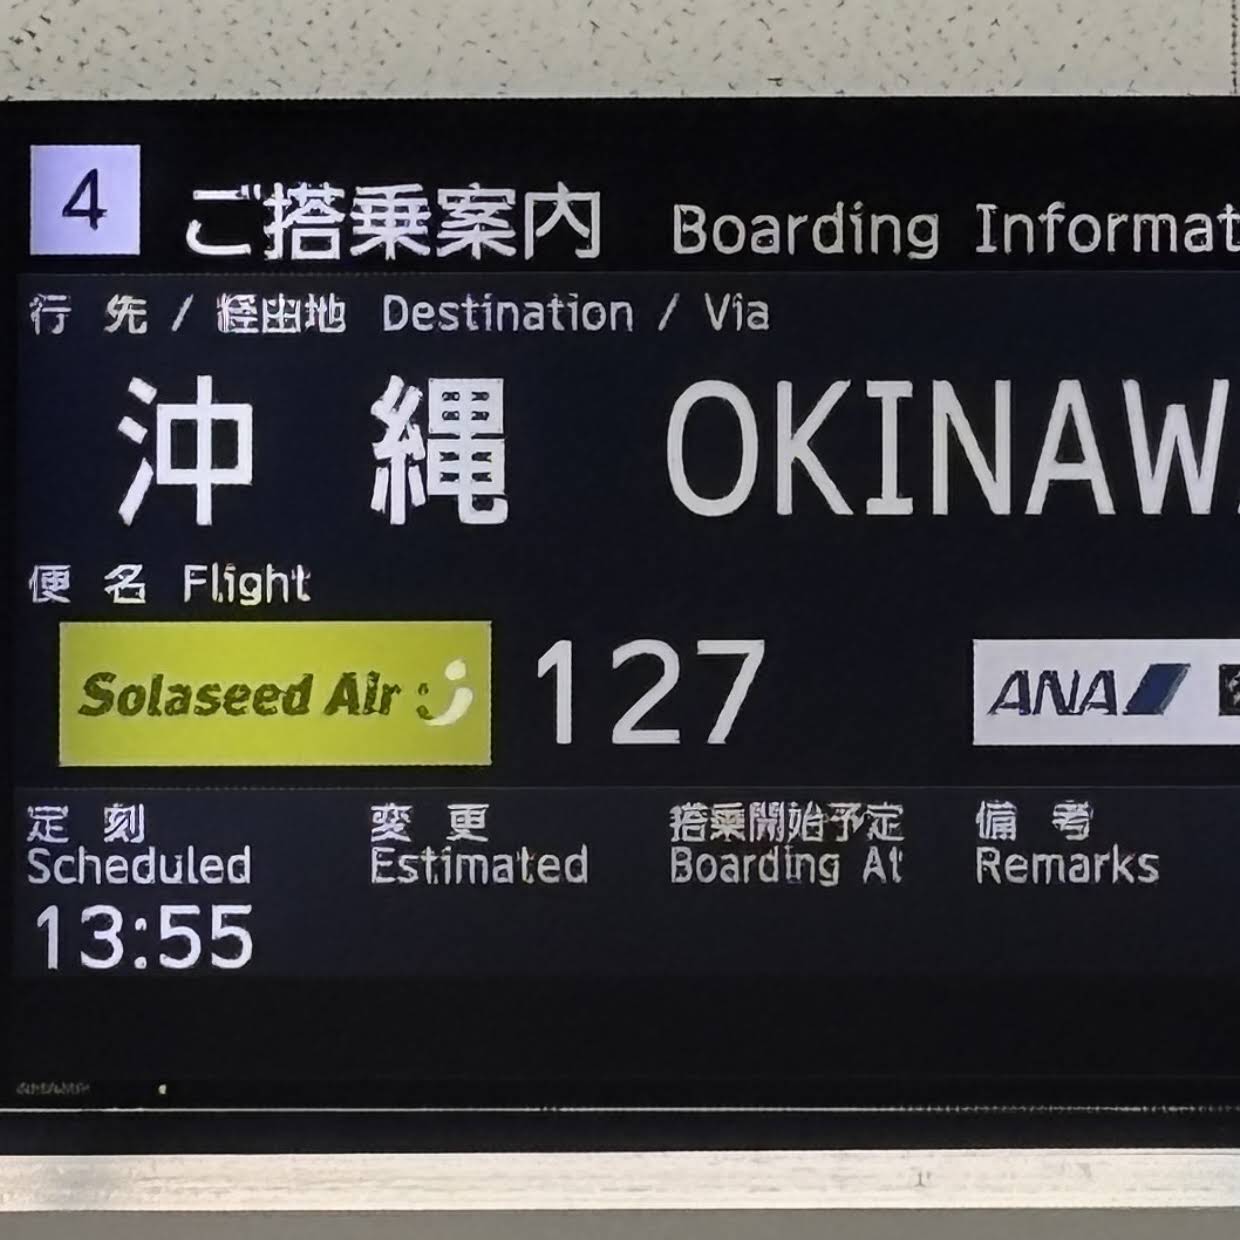 4 ご搭乗案内 Boarding Informat
行先/経由地 Destination / Via
沖縄 OKINAW
便名 Flight
Solaseed Air 127 ANA
定刻 変更 搭乗開始予定 備考
Scheduled Estimated Boarding At Remarks
13:55